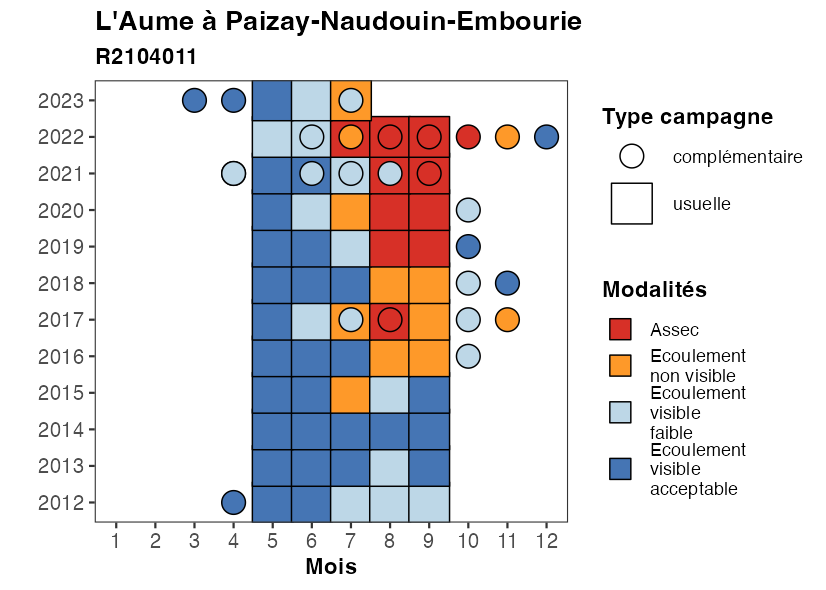 L'Aume à Paizay-Naudouin-Embourie
R2104011
2023
2022
2021
2020
2019
2018
2017
2016
2015
2014
2013
2012
1 2 3 4 5 6 7 8 9 10 11 12
Mois
Type campagne
complémentaire
usuelle
Modalités
Assec
Ecoulement
non visible
Ecoulement
visible
faible
Ecoulement
visible
acceptable